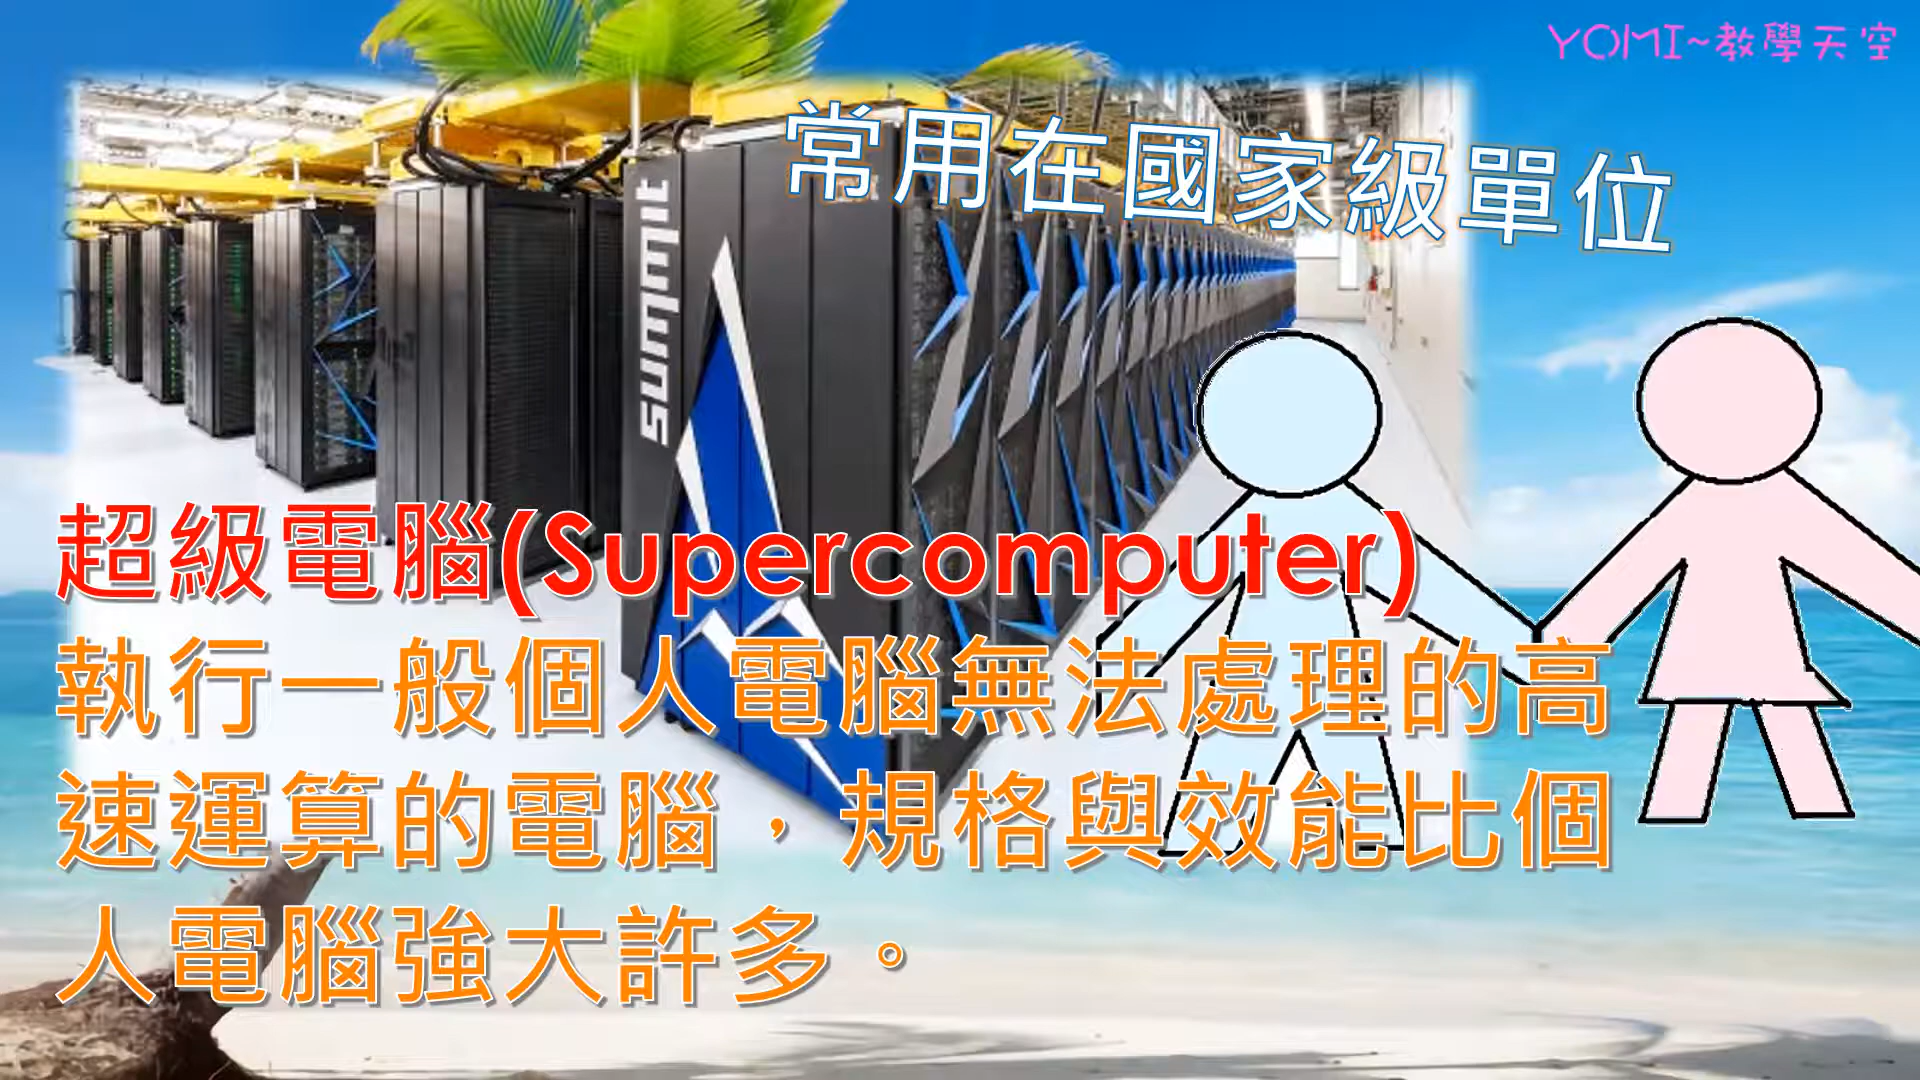 YOMI~教學天空
常用在國家級單位
summit
超級電腦(Supercomputer)
執行一般個人電腦無法處理的高
速運算的電腦，規格與效能比個
人電腦強大許多。